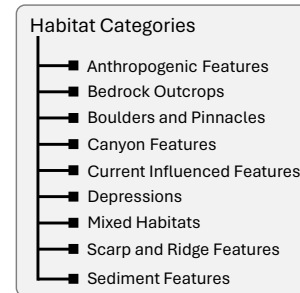 Habitat Categories
Anthropogenic Features
Bedrock Outcrops
Boulders and Pinnacles
Canyon Features
Current Influenced Features
Depressions
Mixed Habitats
Scarp and Ridge Features
Sediment Features